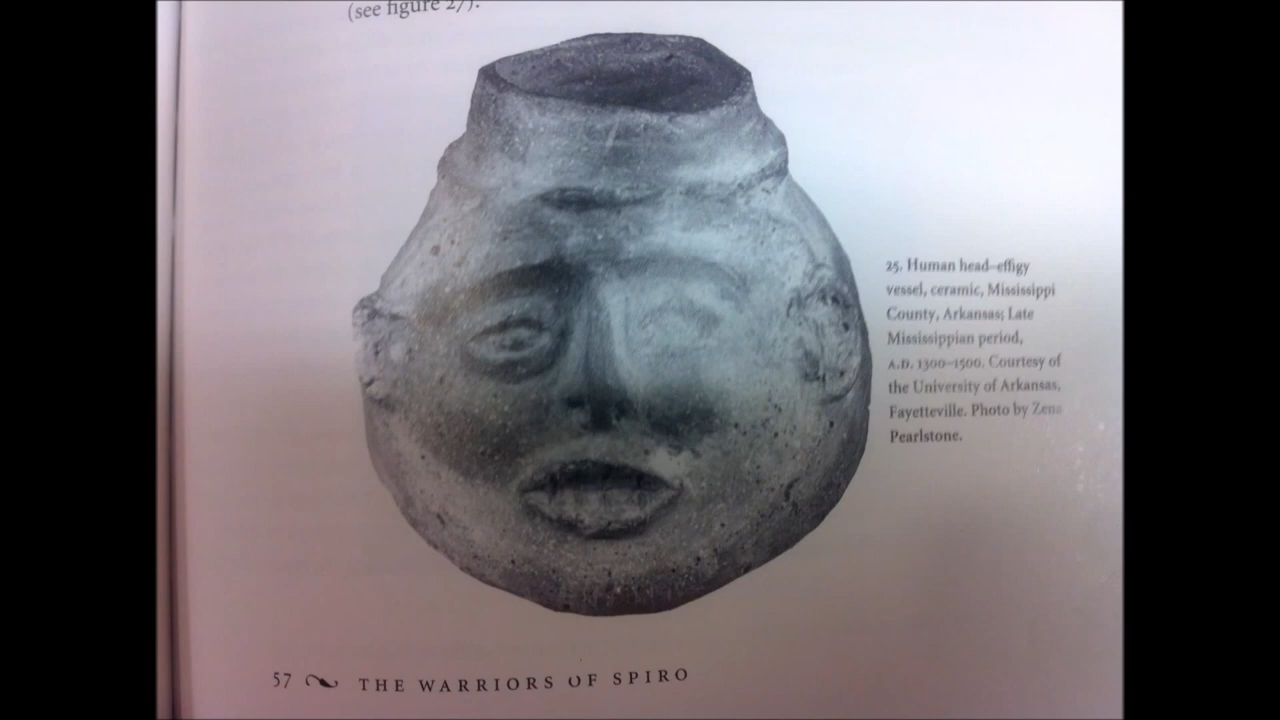 (see figure 27).
25. Human head–effigy
vessel, ceramic, Mississippi
County, Arkansas; Late
Mississippian period,
A.D. 1300–1500. Courtesy of
the University of Arkansas,
Fayetteville. Photo by Zena
Pearlstone.
57 THE WARRIORS OF SPIRO